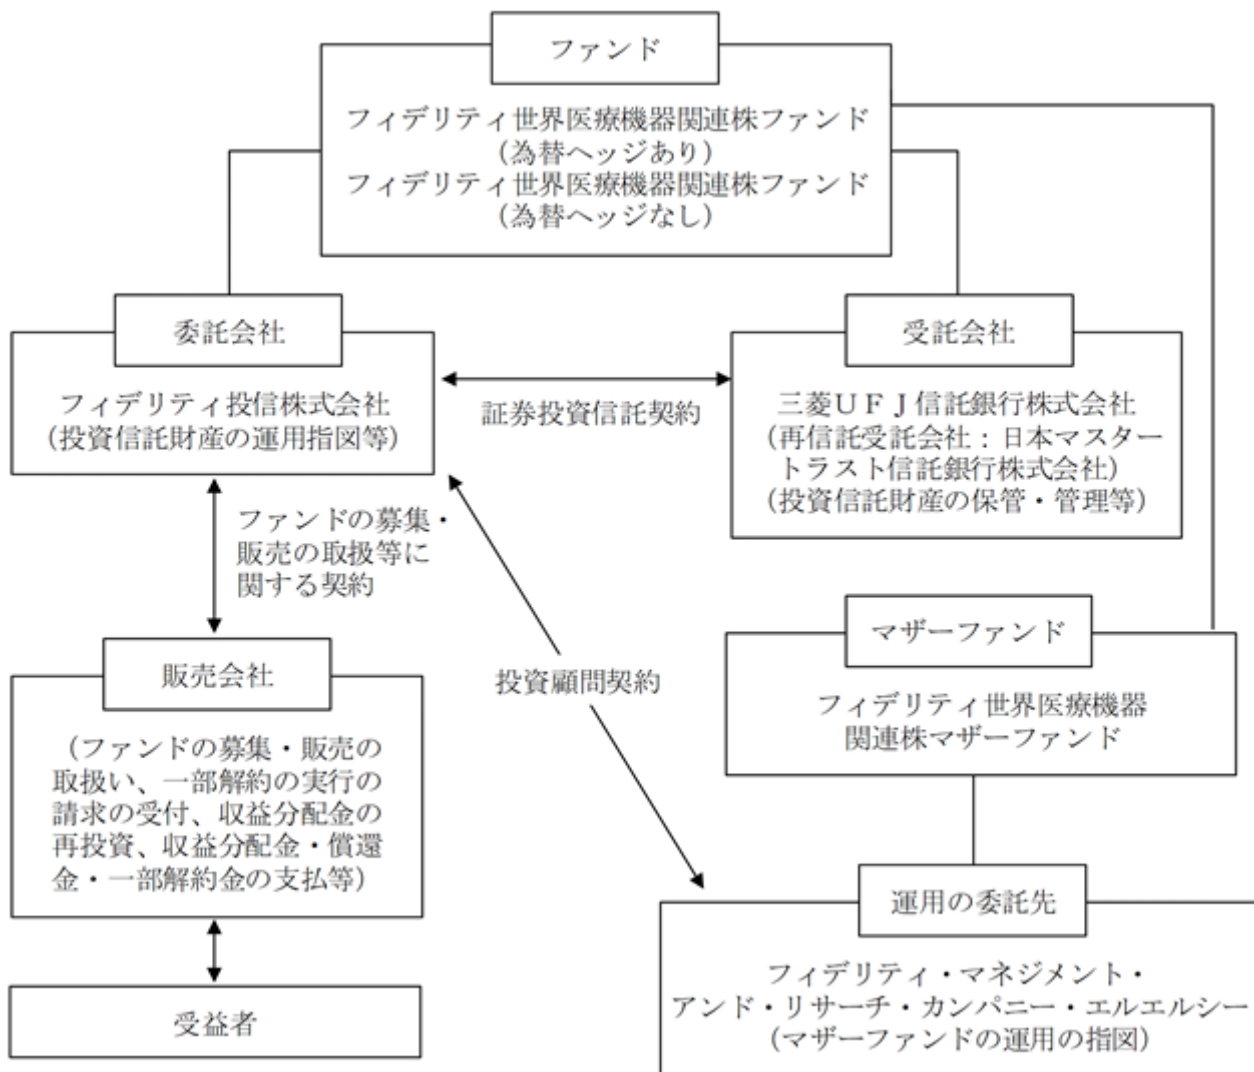 ファンド
フィデリティ世界医療機器関連株ファンド
（為替ヘッジあり）
フィデリティ世界医療機器関連株ファンド
（為替ヘッジなし）
委託会社
フィデリティ投信株式会社
（投資信託財産の運用指図等）
証券投資信託契約
受託会社
三菱ＵＦＪ信託銀行株式会社
（再信託受託会社：日本マスター
トラスト信託銀行株式会社）
（投資信託財産の保管・管理等）
ファンドの募集・
販売の取扱等に
関する契約
販売会社
（ファンドの募集・販売の
取扱い、一部解約の実行の
請求の受付、収益分配金の
再投資、収益分配金・償還
金・一部解約金の支払等）
受益者
投資顧問契約
マザーファンド
フィデリティ世界医療機器
関連株マザーファンド
運用の委託先
フィデリティ・マネジメント・
アンド・リサーチ・カンパニー・エルエルシー
（マザーファンドの運用の指図）